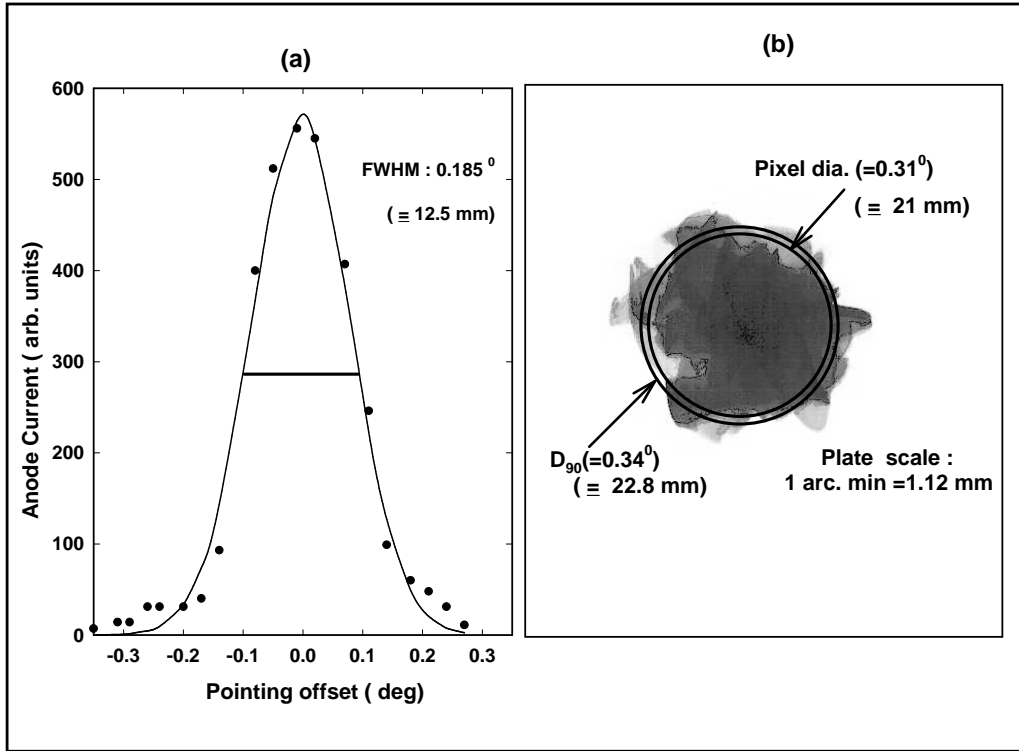 (a)
600
500
400
300
200
100
0
-0.3 -0.2 -0.1 0.0 0.1 0.2 0.3
Pointing offset ( deg)
Anode Current ( arb. units)
FWHM : 0.185 ⁰
( ≡ 12.5 mm)
(b)
Pixel dia. (=0.31⁰)
( ≡ 21 mm)
D₉₀(=0.34⁰)
( ≡ 22.8 mm)
Plate scale :
1 arc. min =1.12 mm